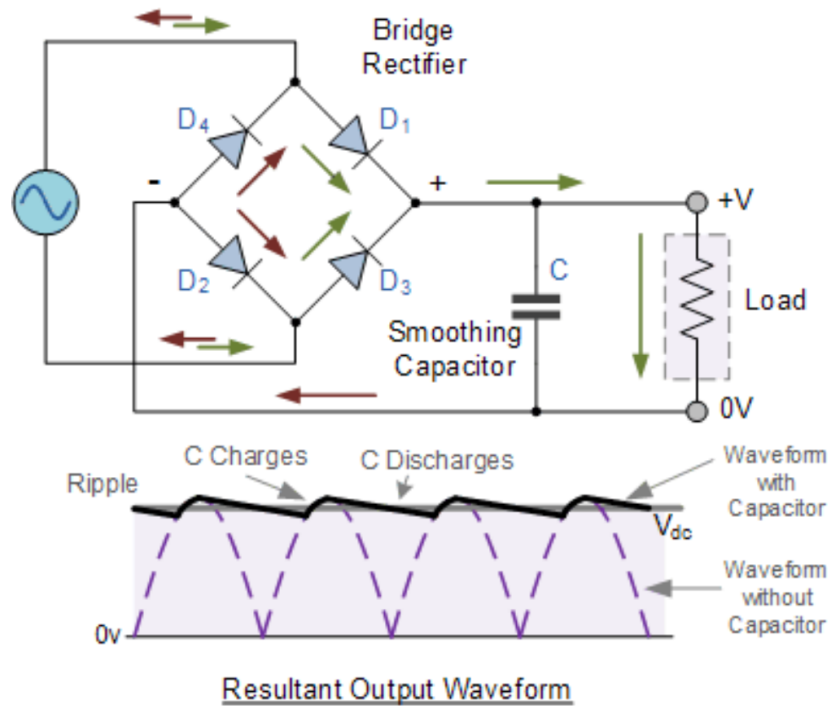 Bridge
Rectifier
D4
D1
-
+
+V
D2
D3
C
Load
Smoothing
Capacitor
0V
C Charges
C Discharges
Waveform
with
Capacitor
Ripple
Vdc
Waveform
without
Capacitor
0v
Resultant Output Waveform